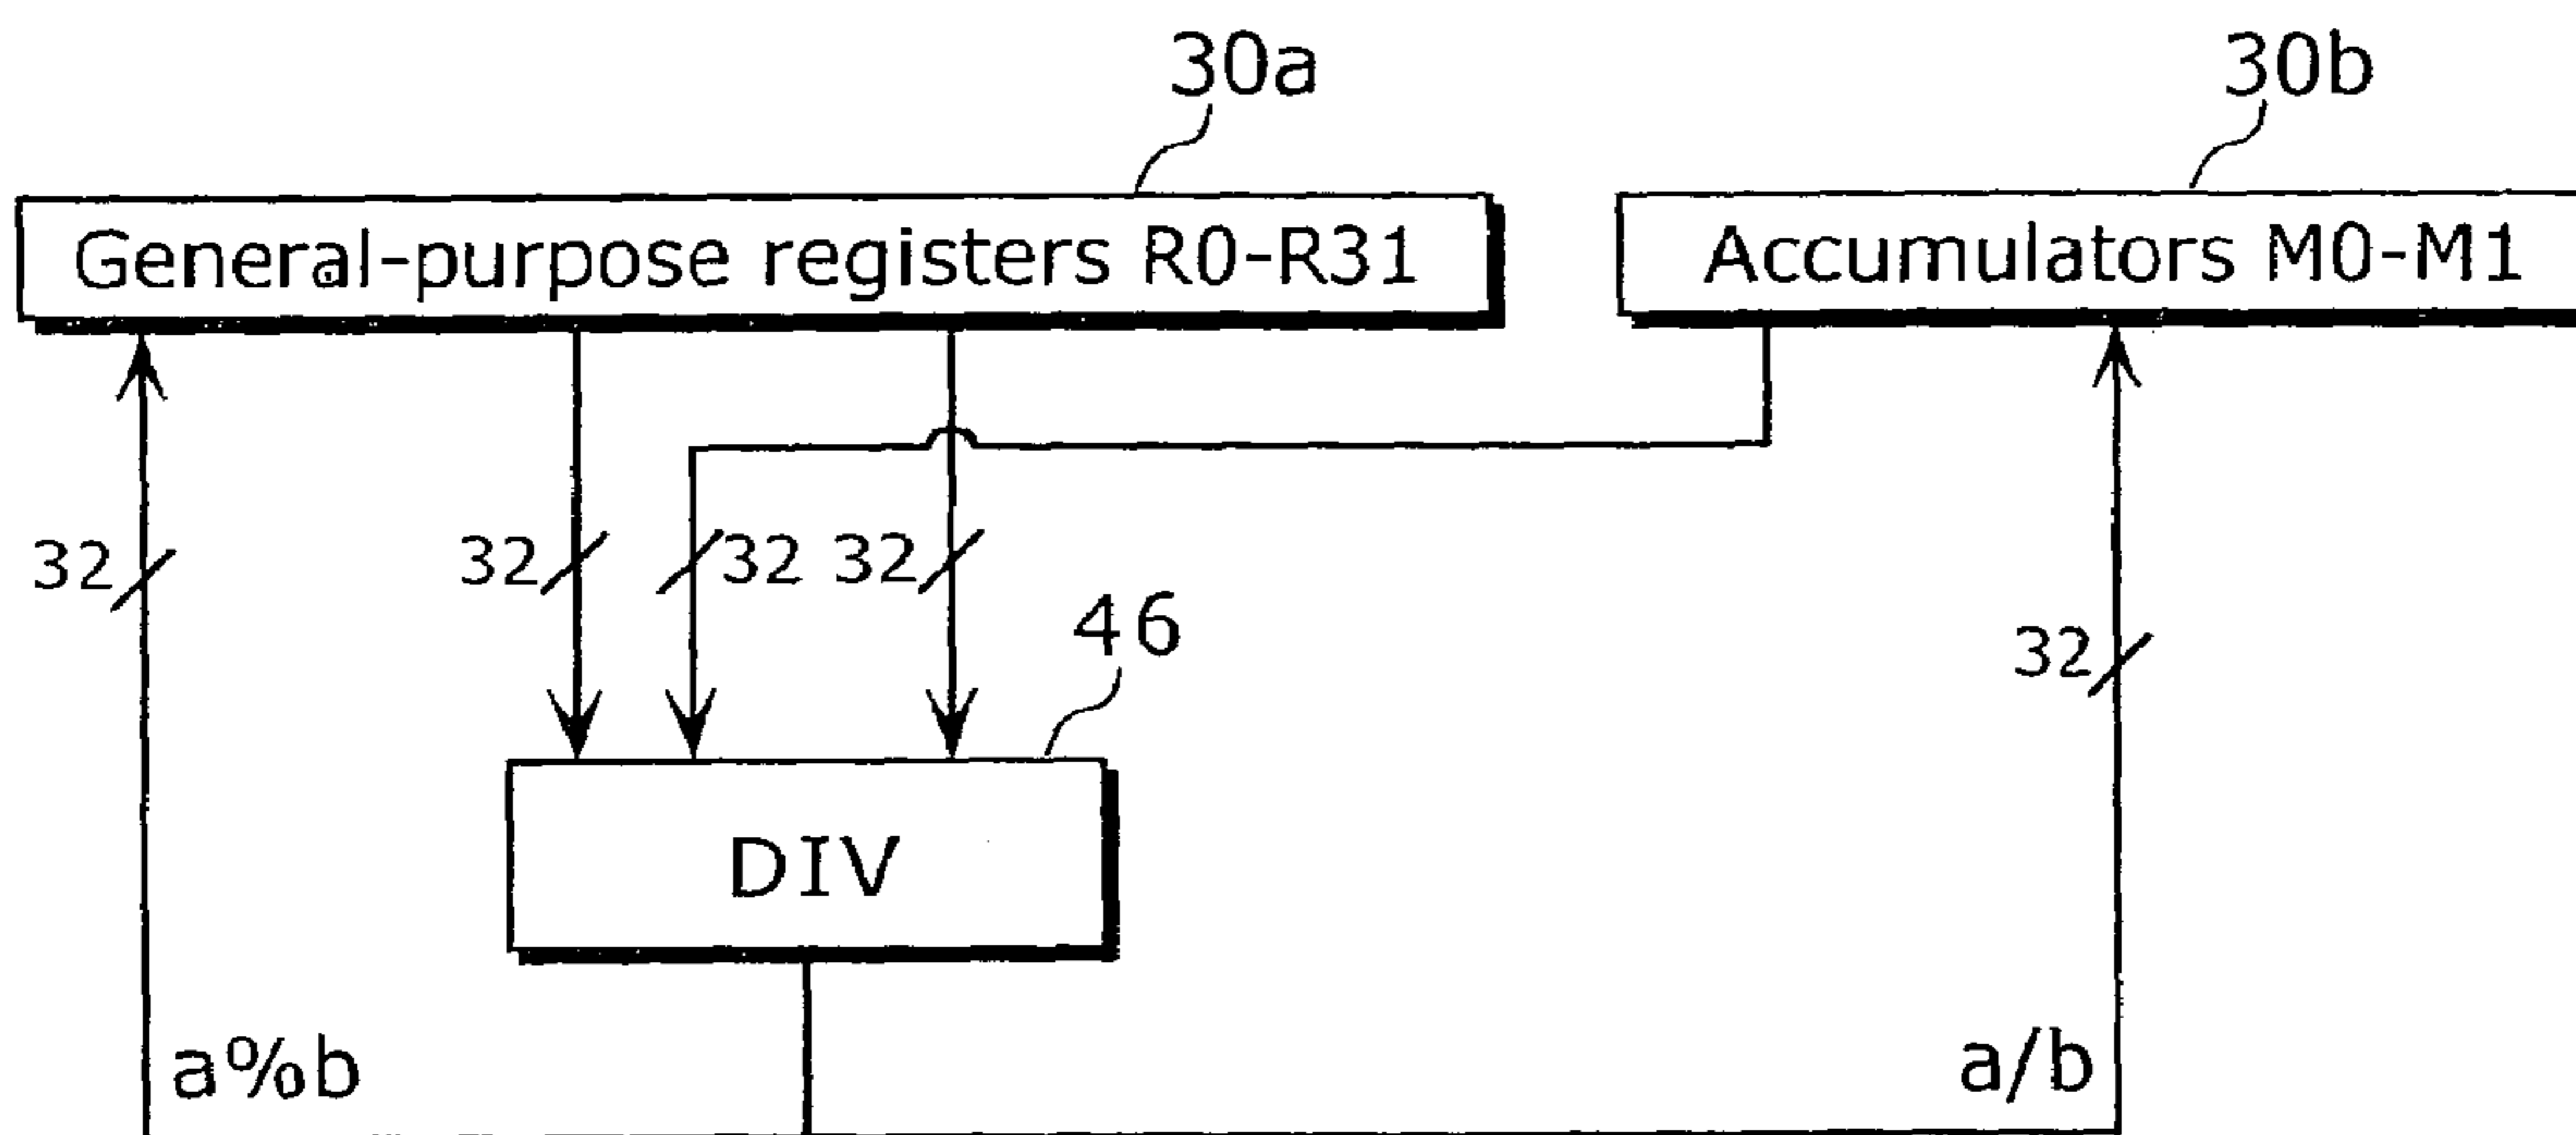 30a
30b
General-purpose registers R0-R31
Accumulators M0-M1
32
32
32
32
46
32
DIV
a%b
a/b